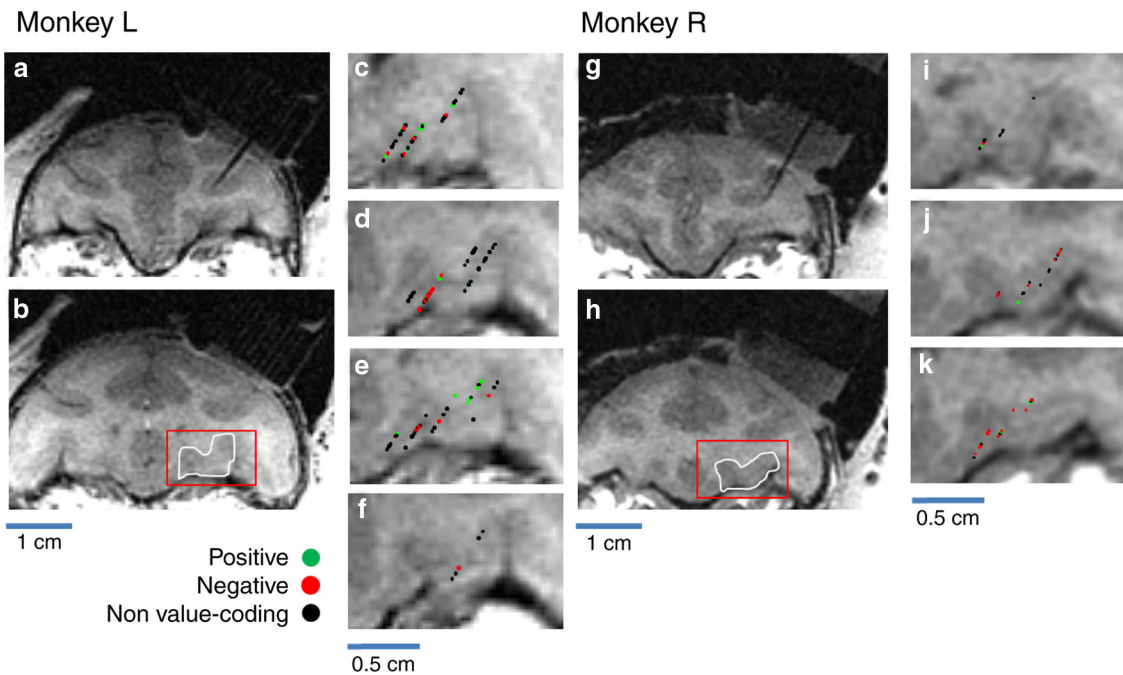 Monkey L
Monkey R
a
c
g
i
d
j
b
h
e
k
f
1 cm
Positive
Negative
Non value-coding
0.5 cm
1 cm
0.5 cm